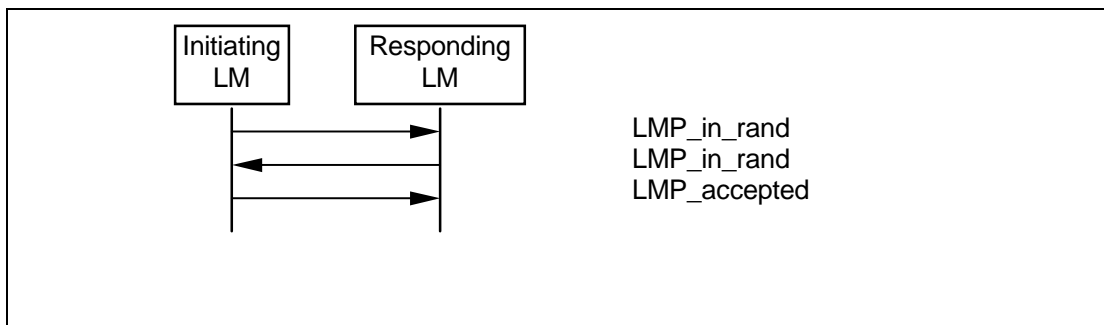 Initiating
LM
Responding
LM
LMP_in_rand
LMP_in_rand
LMP_accepted